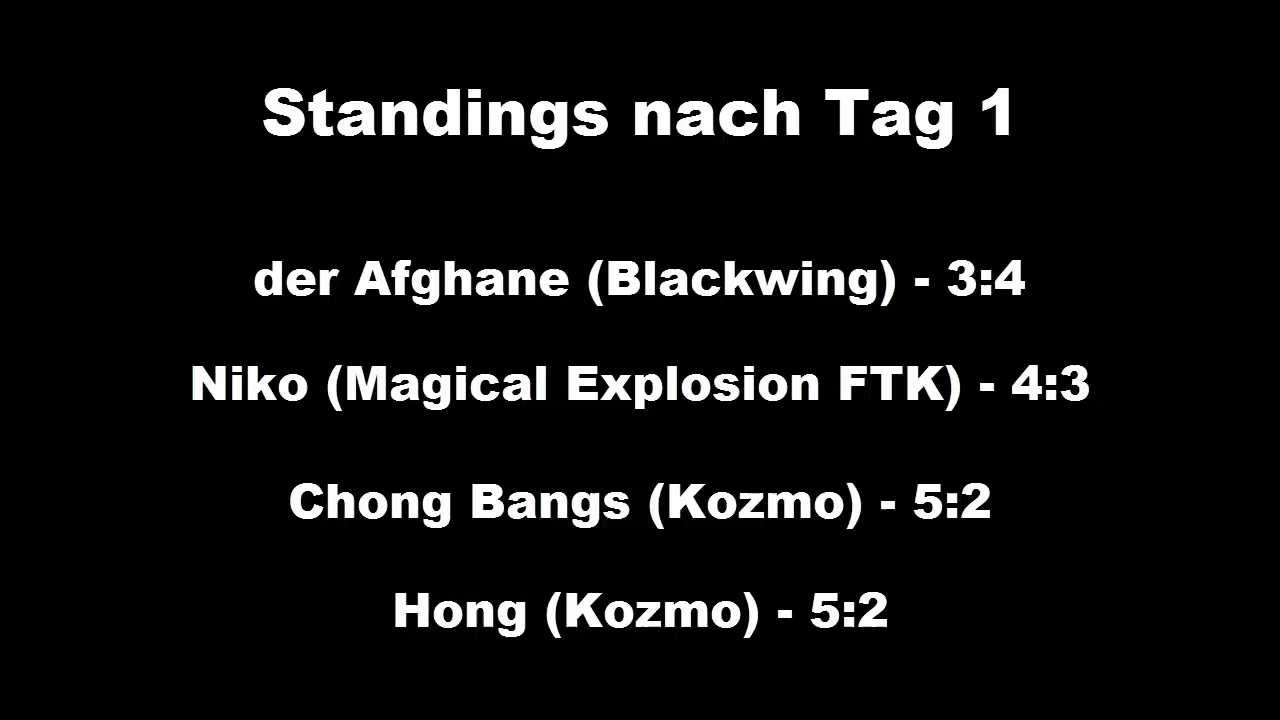 Standings nach Tag 1
der Afghane (Blackwing) - 3:4
Niko (Magical Explosion FTK) - 4:3
Chong Bangs (Kozmo) - 5:2
Hong (Kozmo) - 5:2